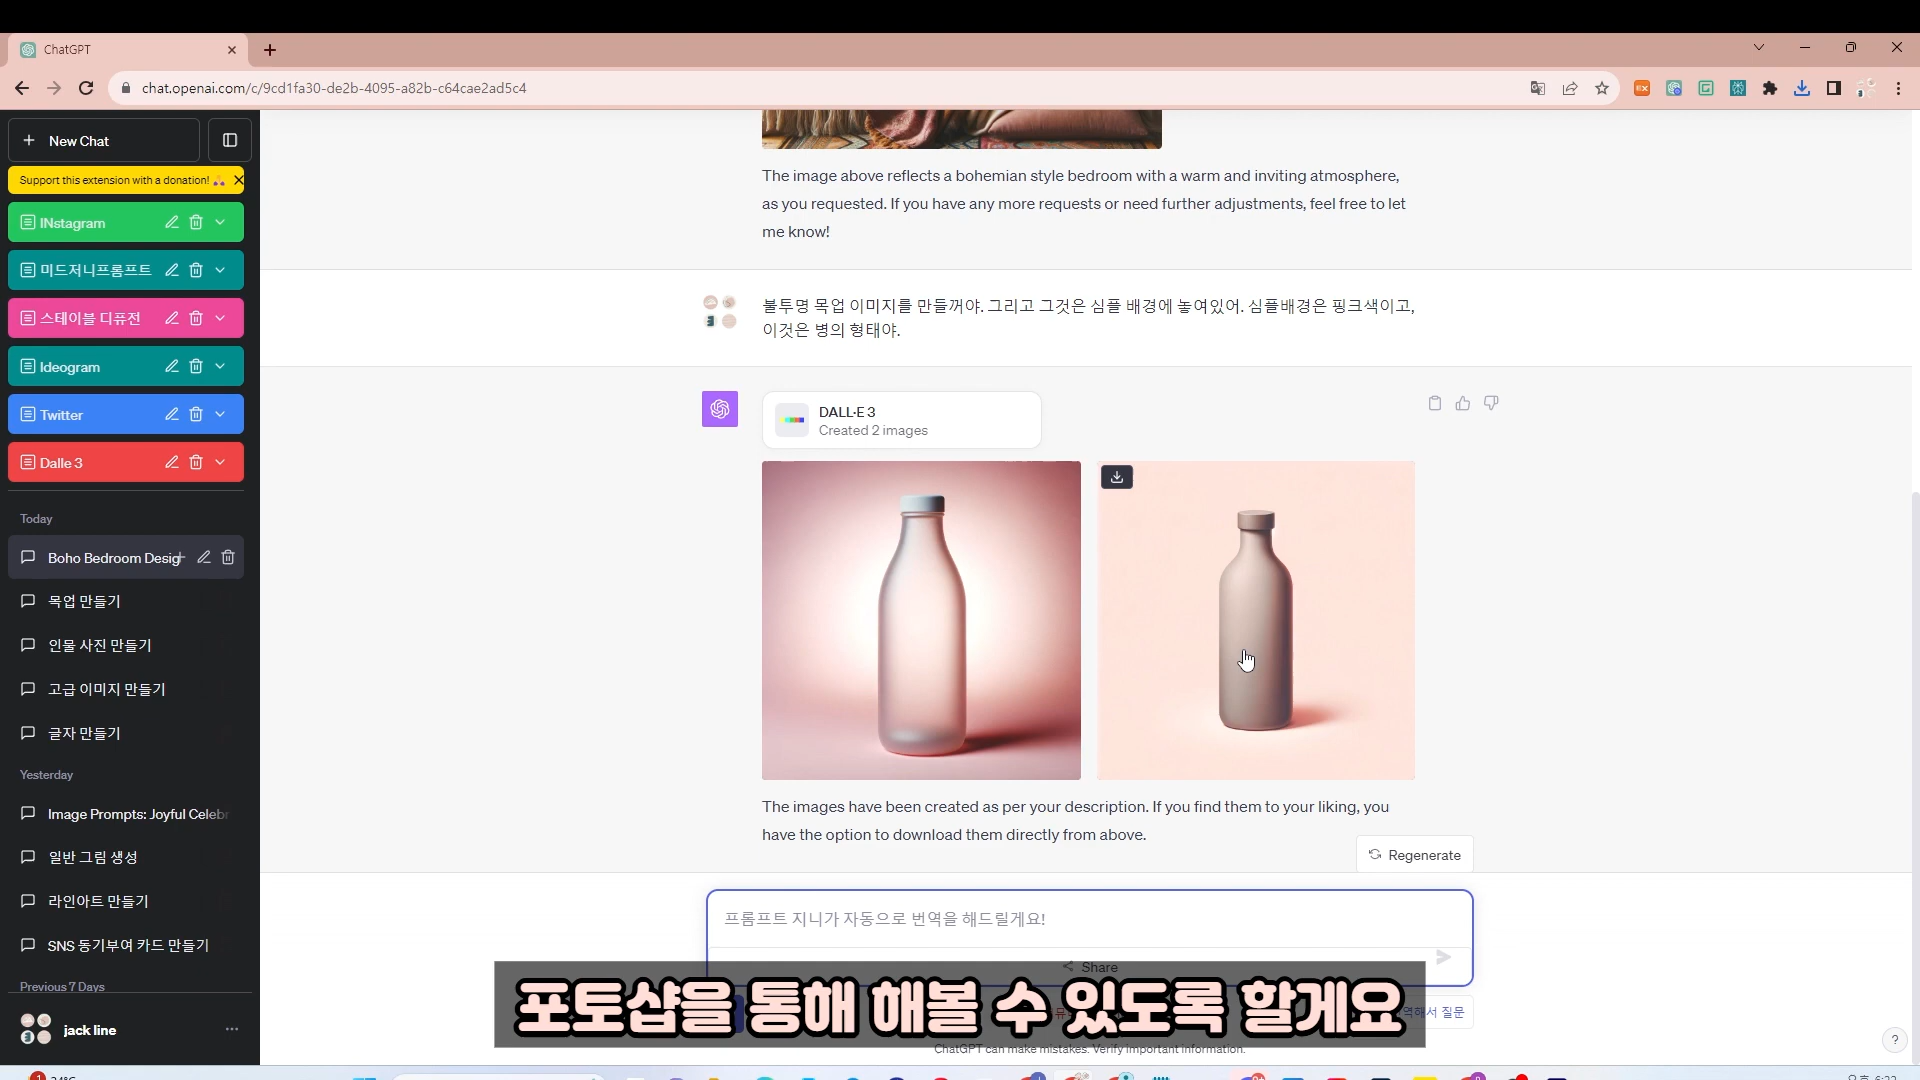 ChatGPT
chat.openai.com/c/9cd1fa30-de2b-4095-a82b-c64cae2ad5c4
New Chat
Support this extension with a donation!
INstagram
미드저니프롬프트
스테이블 디퓨전
Ideogram
Twitter
Dalle 3
Today
Boho Bedroom Desig
목업 만들기
인물 사진 만들기
고급 이미지 만들기
글자 만들기
Yesterday
Image Prompts: Joyful Celebr
일반 그림 생성
라인아트 만들기
SNS 동기부여 카드 만들기
Previous 7 Days
jack line
The image above reflects a bohemian style bedroom with a warm and inviting atmosphere,
as you requested. If you have any more requests or need further adjustments, feel free to let
me know!
불투명 목업 이미지를 만들꺼야. 그리고 그것은 심플 배경에 놓여있어. 심플배경은 핑크색이고,
이것은 병의 형태야.
DALL·E 3
Created 2 images
The images have been created as per your description. If you find them to your liking, you
have the option to download them directly from above.
Regenerate
프롬프트 지니가 자동으로 번역을 해드릴게요!
Share
포토샵을 통해 해볼 수 있도록 할게요
역해서 질문
ChatGPT can make mistakes. Verify important information.